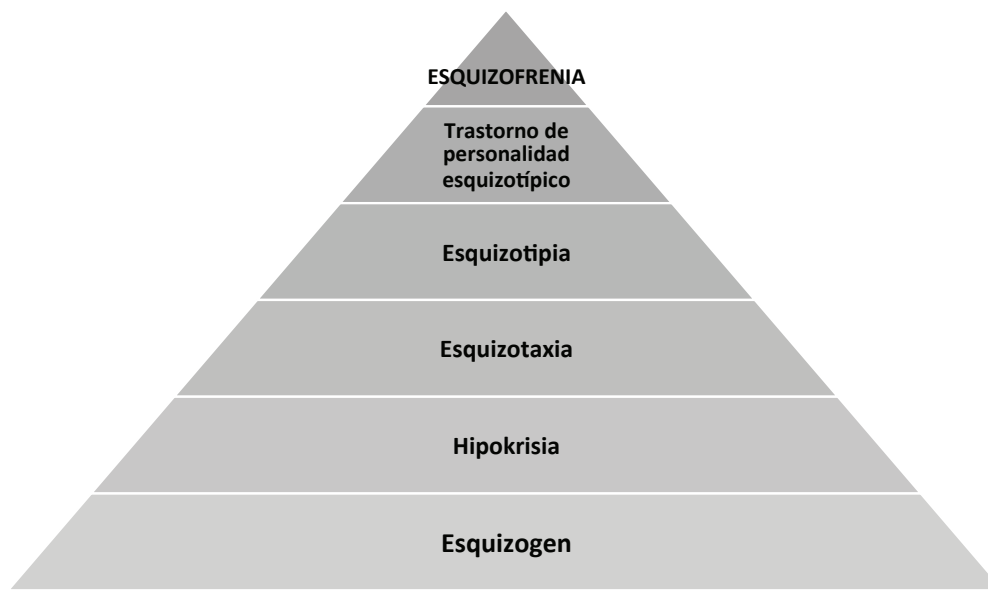 ESQUIZOFRENIA
Trastorno de
personalidad
esquizotípico
Esquizotipia
Esquizotaxia
Hipokrisia
Esquizogen